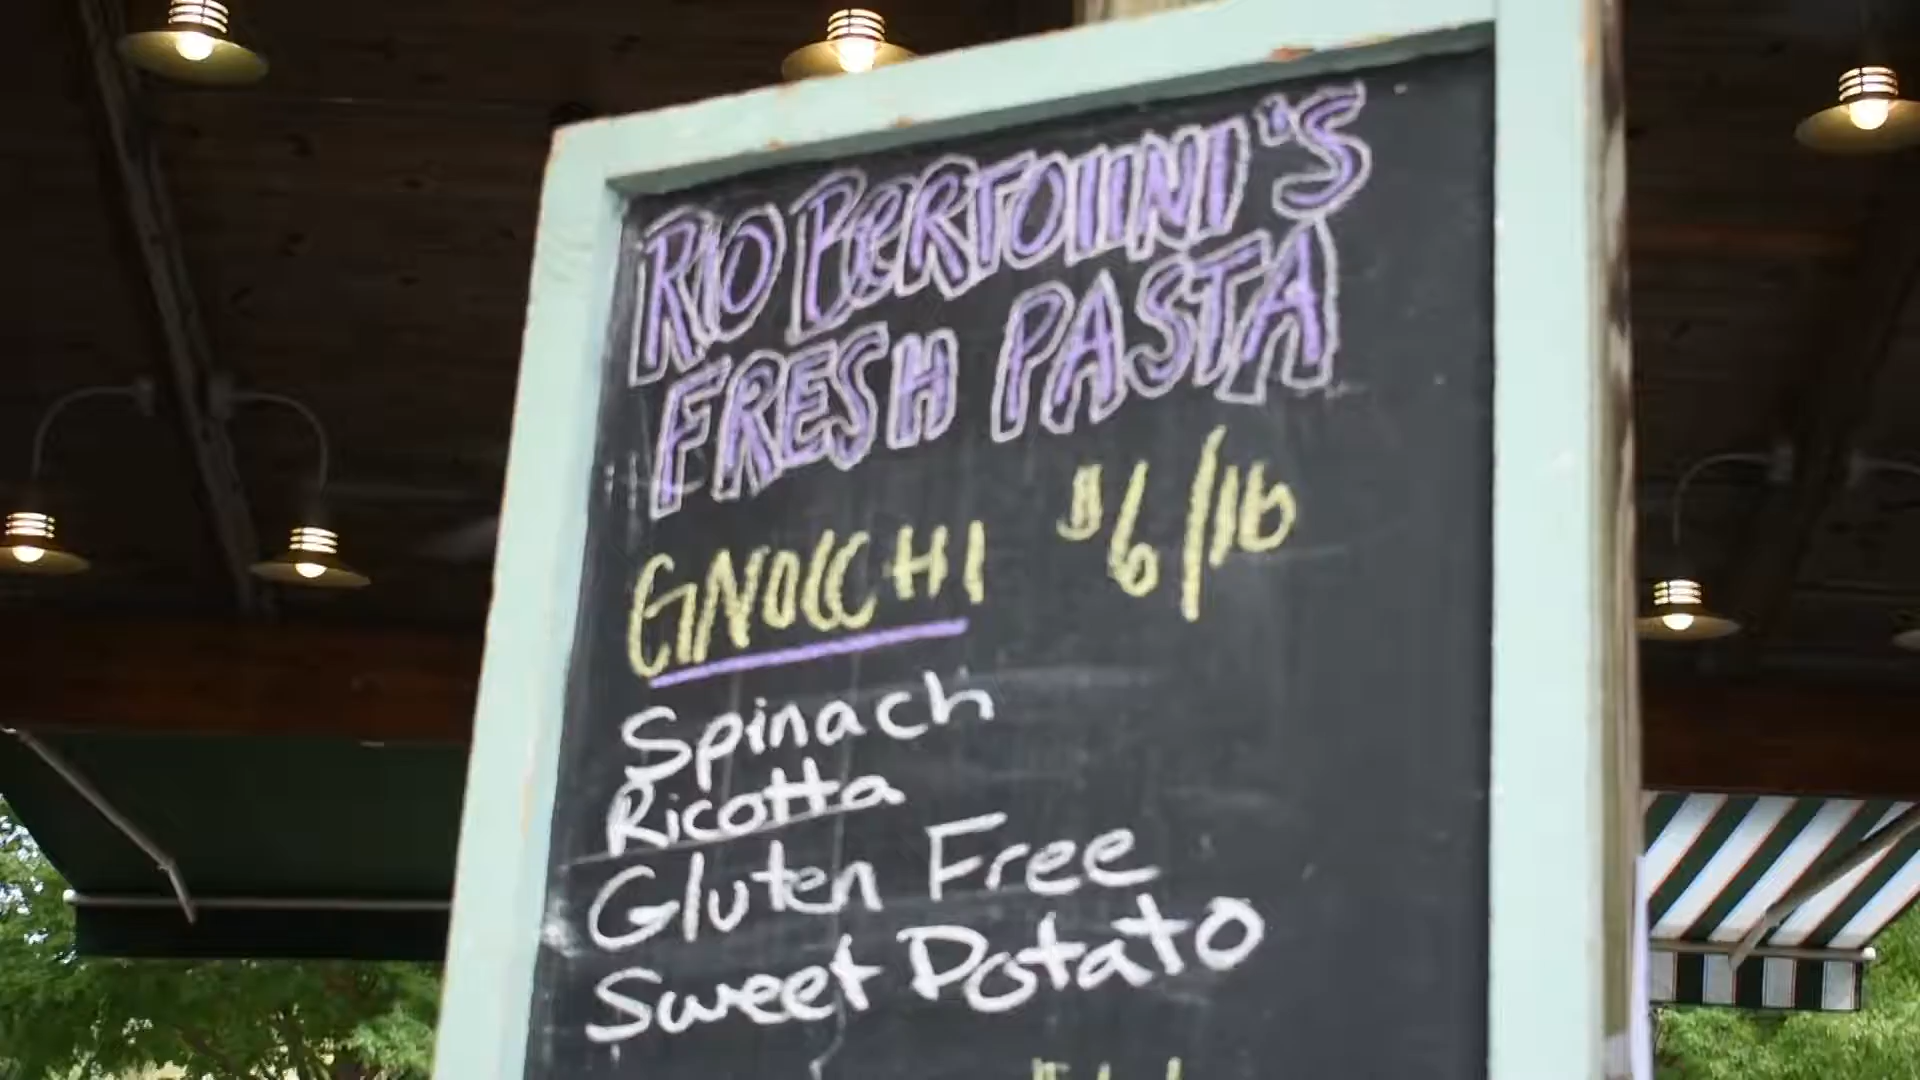 RIO BERTOLINI'S
FRESH PASTA
GNOCCHI $6/lb
Spinach
Ricotta
Gluten Free
Sweet Potato